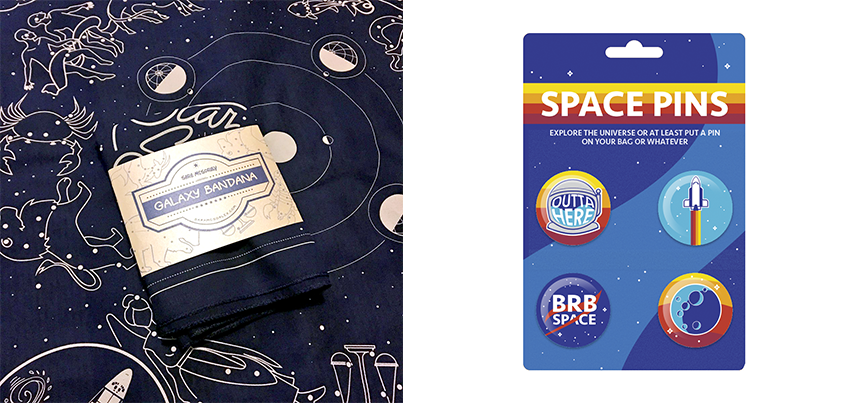 Star
GALAXY BANDANA
SPACE PINS
EXPLORE THE UNIVERSE OR AT LEAST PUT A PIN
ON YOUR BAG OR WHATEVER
OUTTA
HERE
BRB
SPACE